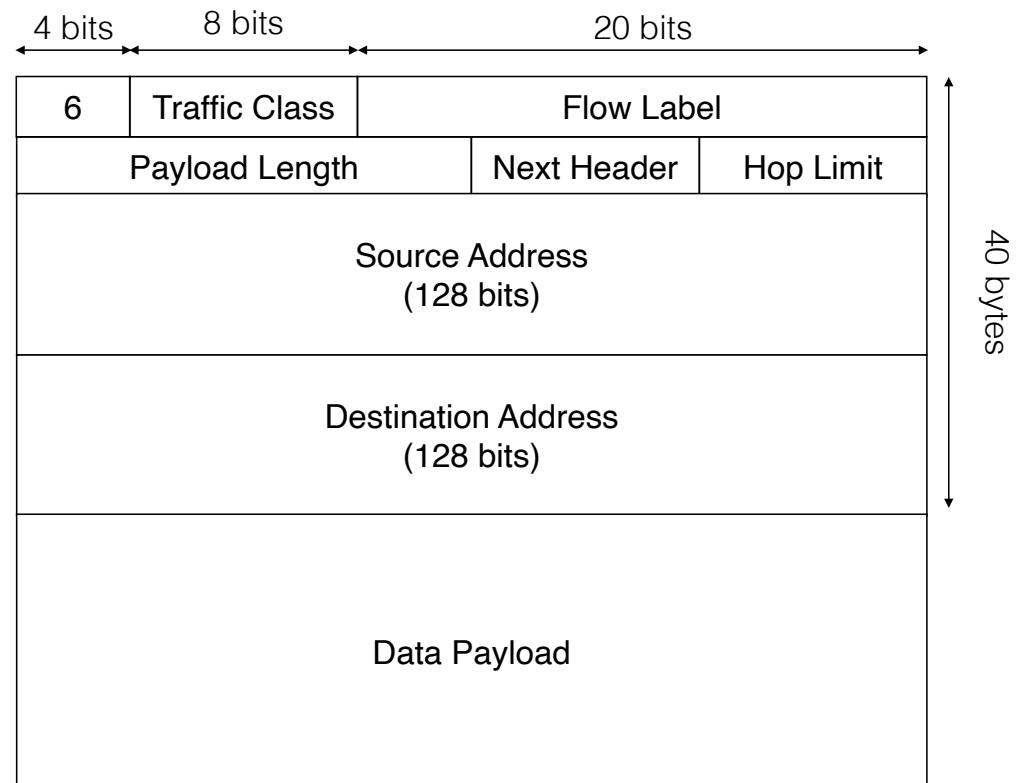 4 bits 8 bits 20 bits
6 Traffic Class Flow Label
Payload Length Next Header Hop Limit
Source Address
(128 bits)
40 bytes
Destination Address
(128 bits)
Data Payload